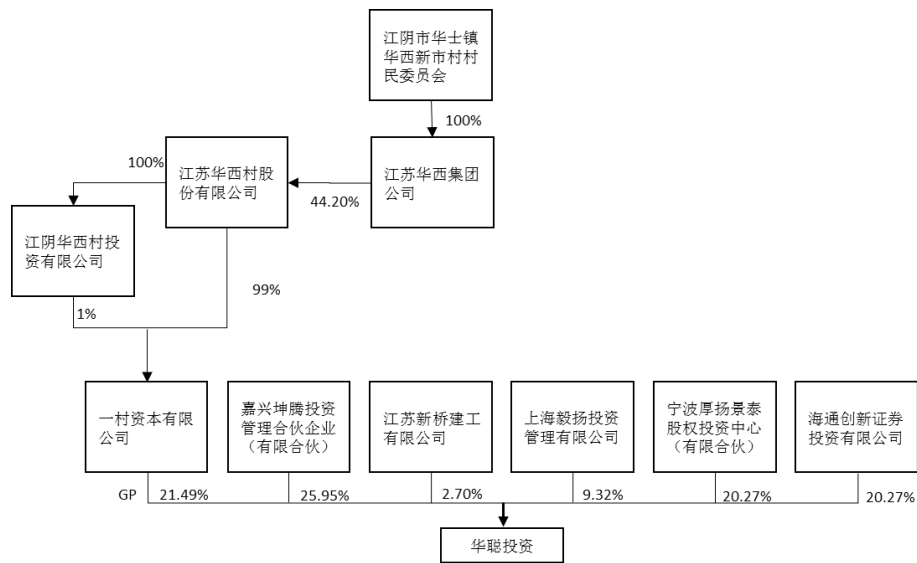 江阴市华士镇
华西新市村村
民委员会
100%
江苏华西村股
份有限公司
江苏华西集团
公司
100%
44.20%
江阴华西村投
资有限公司
99%
1%
一村资本有限
公司
嘉兴坤腾投资
管理合伙企业
（有限合伙）
江苏新桥建工
有限公司
上海毅扬投资
管理有限公司
宁波厚扬景泰
股权投资中心
（有限合伙）
海通创新证券
投资有限公司
GP
21.49%
25.95%
2.70%
9.32%
20.27%
20.27%
华聪投资